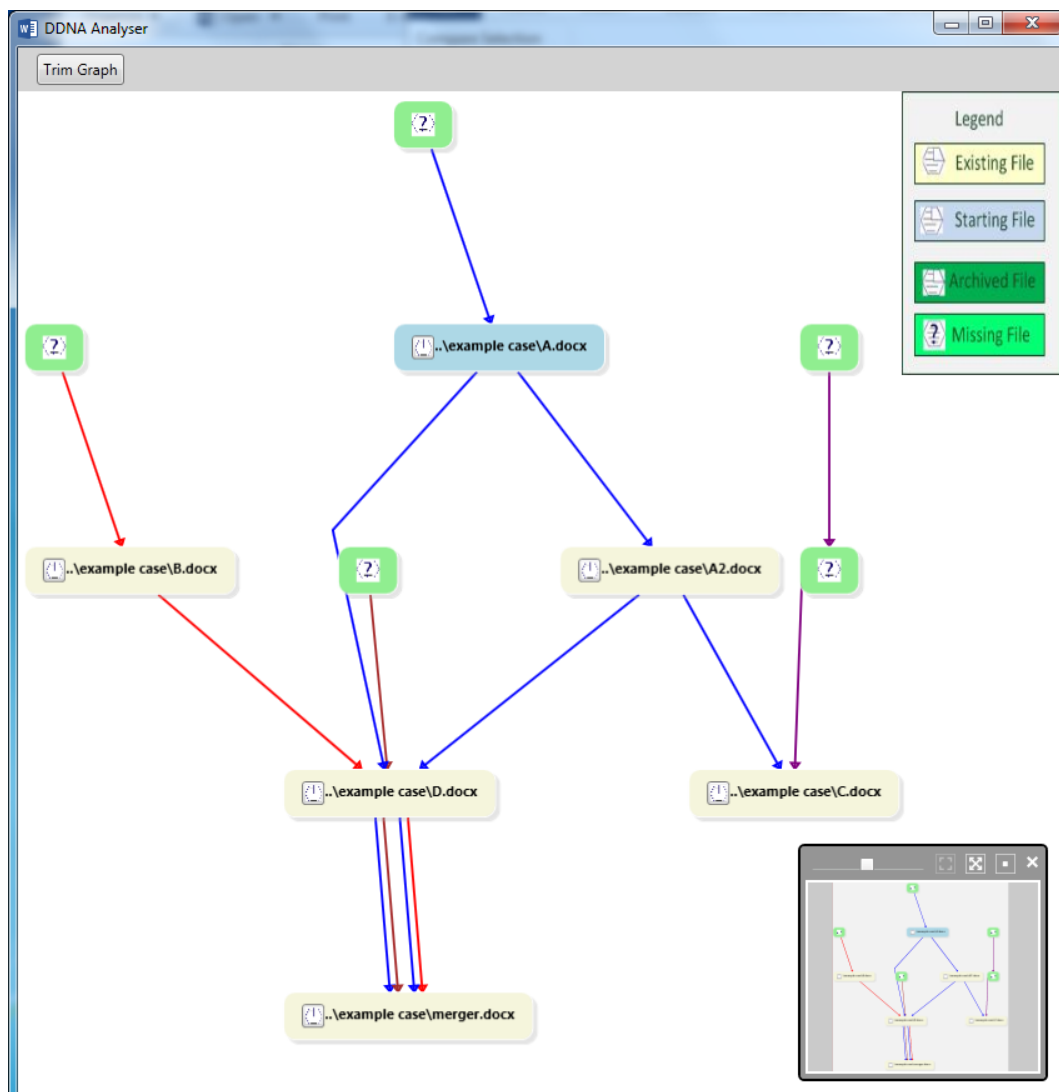 DDNA Analyser
Trim Graph
Legend
Existing File
Starting File
Archived File
Missing File
?
?
..\example case\A.docx
?
..\example case\B.docx
?
..\example case\A2.docx
?
..\example case\D.docx
..\example case\C.docx
..\example case\merger.docx